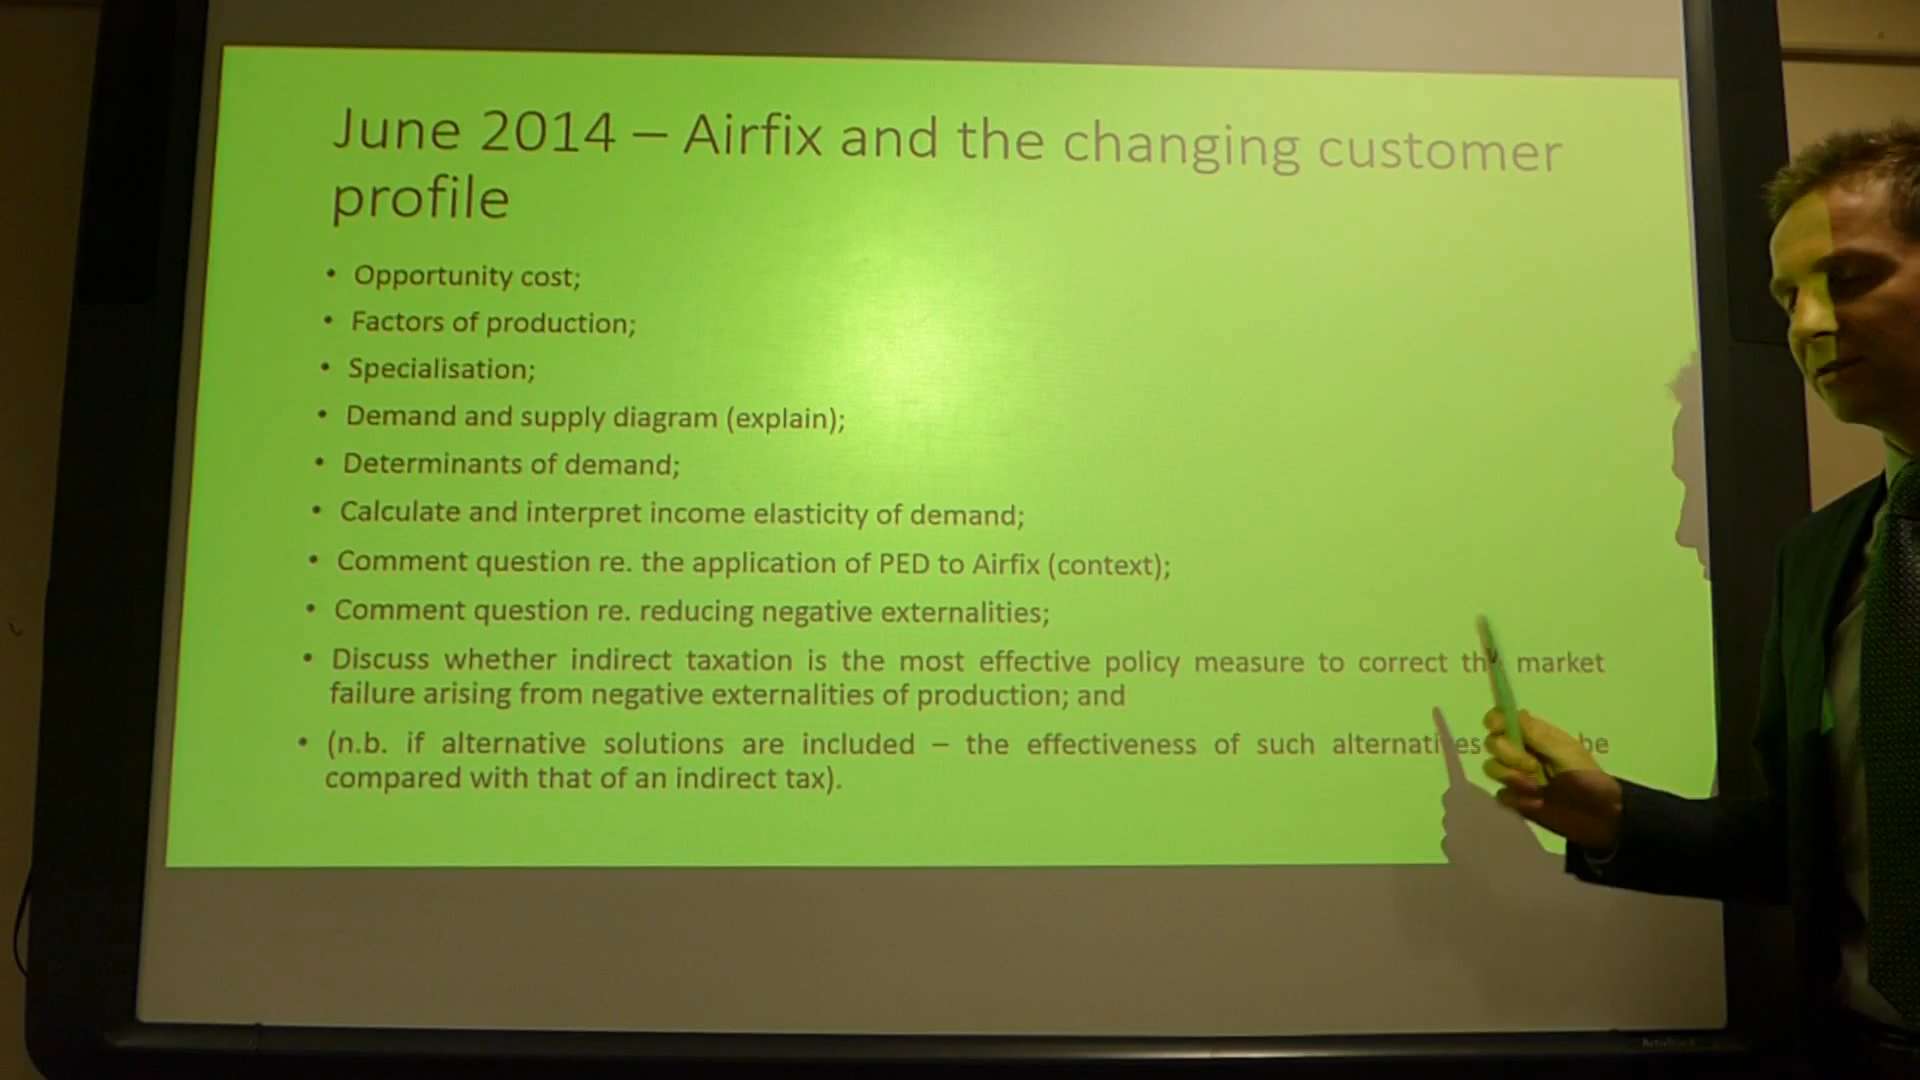 June 2014 – Airfix and the changing customer
profile
• Opportunity cost;
• Factors of production;
• Specialisation;
• Demand and supply diagram (explain);
• Determinants of demand;
• Calculate and interpret income elasticity of demand;
• Comment question re. the application of PED to Airfix (context);
• Comment question re. reducing negative externalities;
• Discuss whether indirect taxation is the most effective policy measure to correct the market
failure arising from negative externalities of production; and
• (n.b. if alternative solutions are included – the effectiveness of such alternatives be
compared with that of an indirect tax).